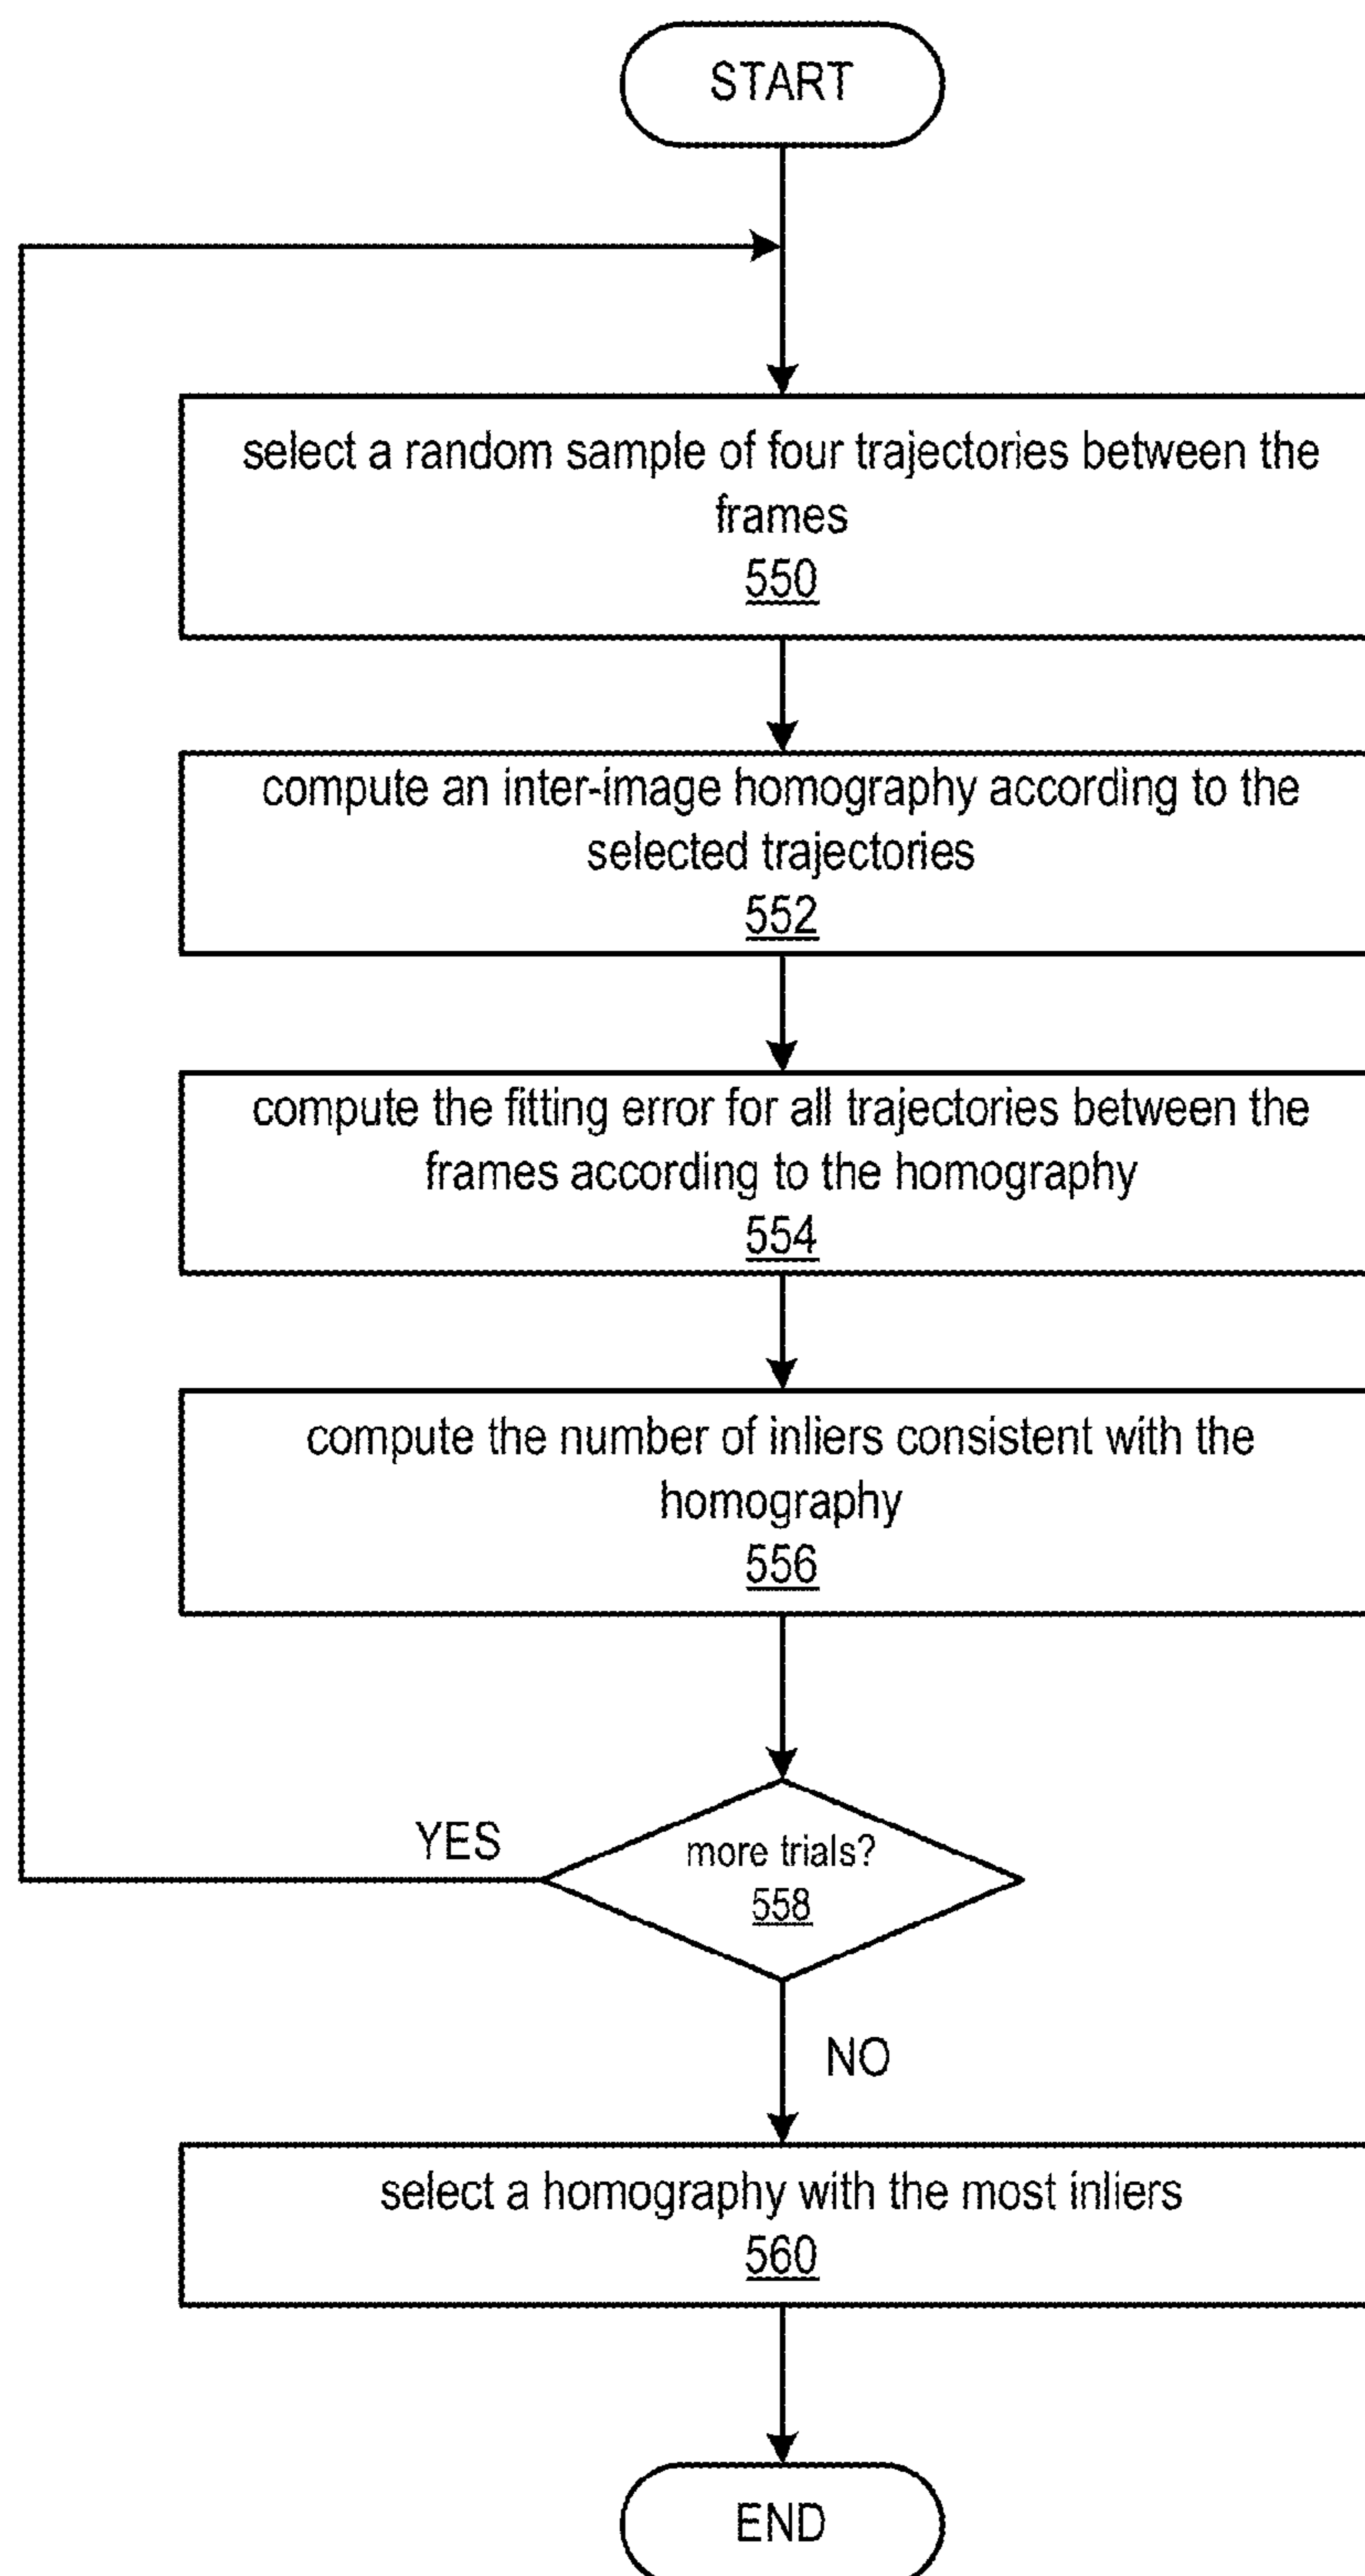 START
select a random sample of four trajectories between the
frames
550
compute an inter-image homography according to the
selected trajectories
552
compute the fitting error for all trajectories between the
frames according to the homography
554
compute the number of inliers consistent with the
homography
556
YES
more trials?
558
NO
select a homography with the most inliers
560
END